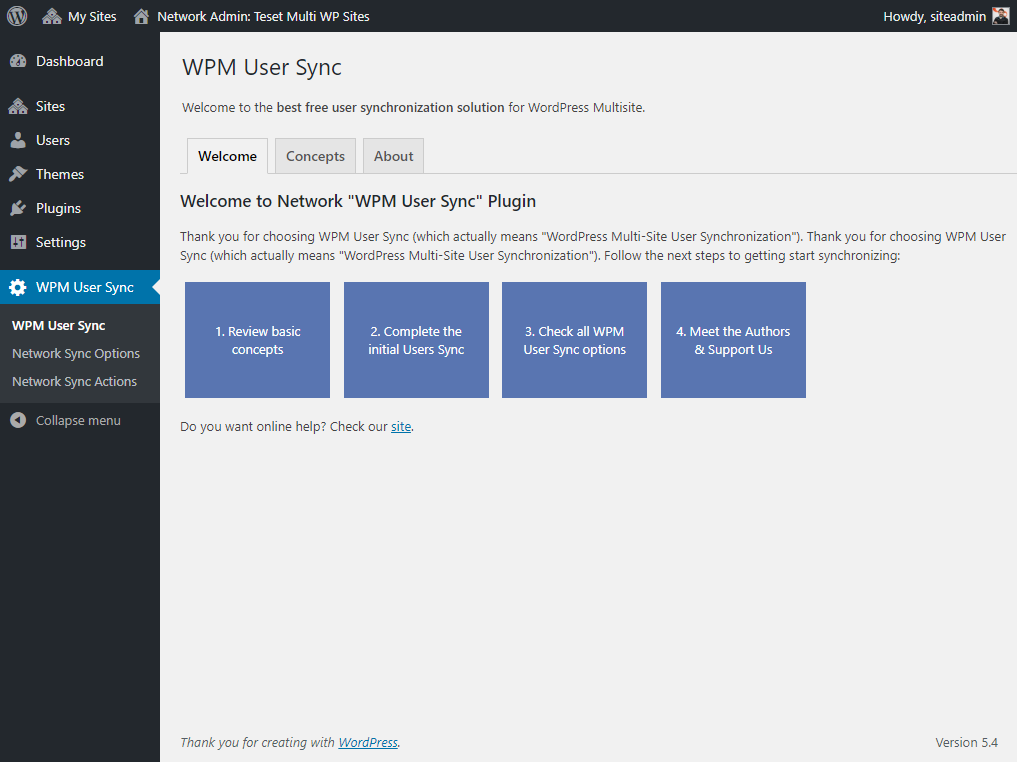 My Sites
Network Admin: Teset Multi WP Sites
Howdy, siteadmin
Dashboard
Sites
Users
Themes
Plugins
Settings
WPM User Sync
WPM User Sync
Network Sync Options
Network Sync Actions
Collapse menu
WPM User Sync
Welcome to the best free user synchronization solution for WordPress Multisite.
Welcome
Concepts
About
Welcome to Network "WPM User Sync" Plugin
Thank you for choosing WPM User Sync (which actually means "WordPress Multi-Site User Synchronization"). Thank you for choosing WPM User
Sync (which actually means "WordPress Multi-Site User Synchronization"). Follow the next steps to getting start synchronizing:
1. Review basic
concepts
2. Complete the
initial Users Sync
3. Check all WPM
User Sync options
4. Meet the Authors
& Support Us
Do you want online help? Check our site.
Thank you for creating with WordPress.
Version 5.4